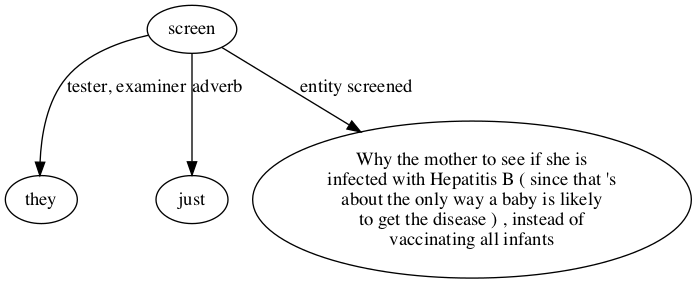 screen
tester, examiner
adverb
entity screened
they
just
Why the mother to see if she is
infected with Hepatitis B ( since that 's
about the only way a baby is likely
to get the disease ) , instead of
vaccinating all infants